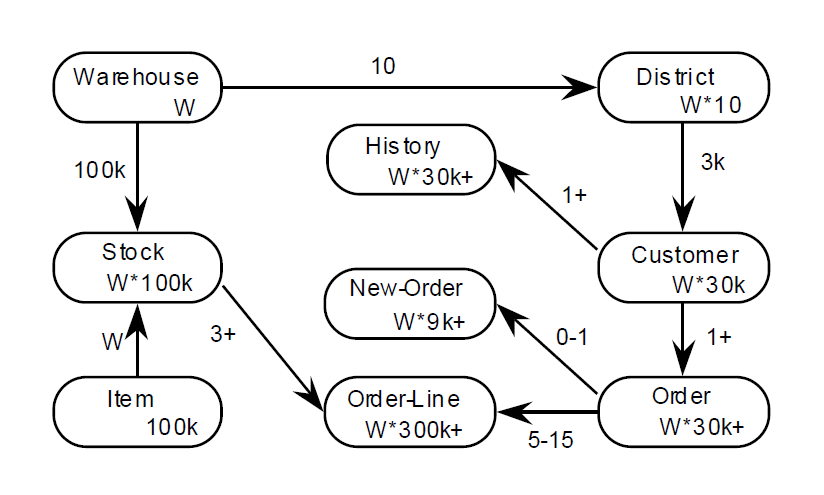 Warehouse
W
10
District
W*10
100k
History
W*30k+
3k
1+
Stock
W*100k
Customer
W*30k
New-Order
W*9k+
W
3+
0-1
1+
Item
100k
Order-Line
W*300k+
5-15
Order
W*30k+